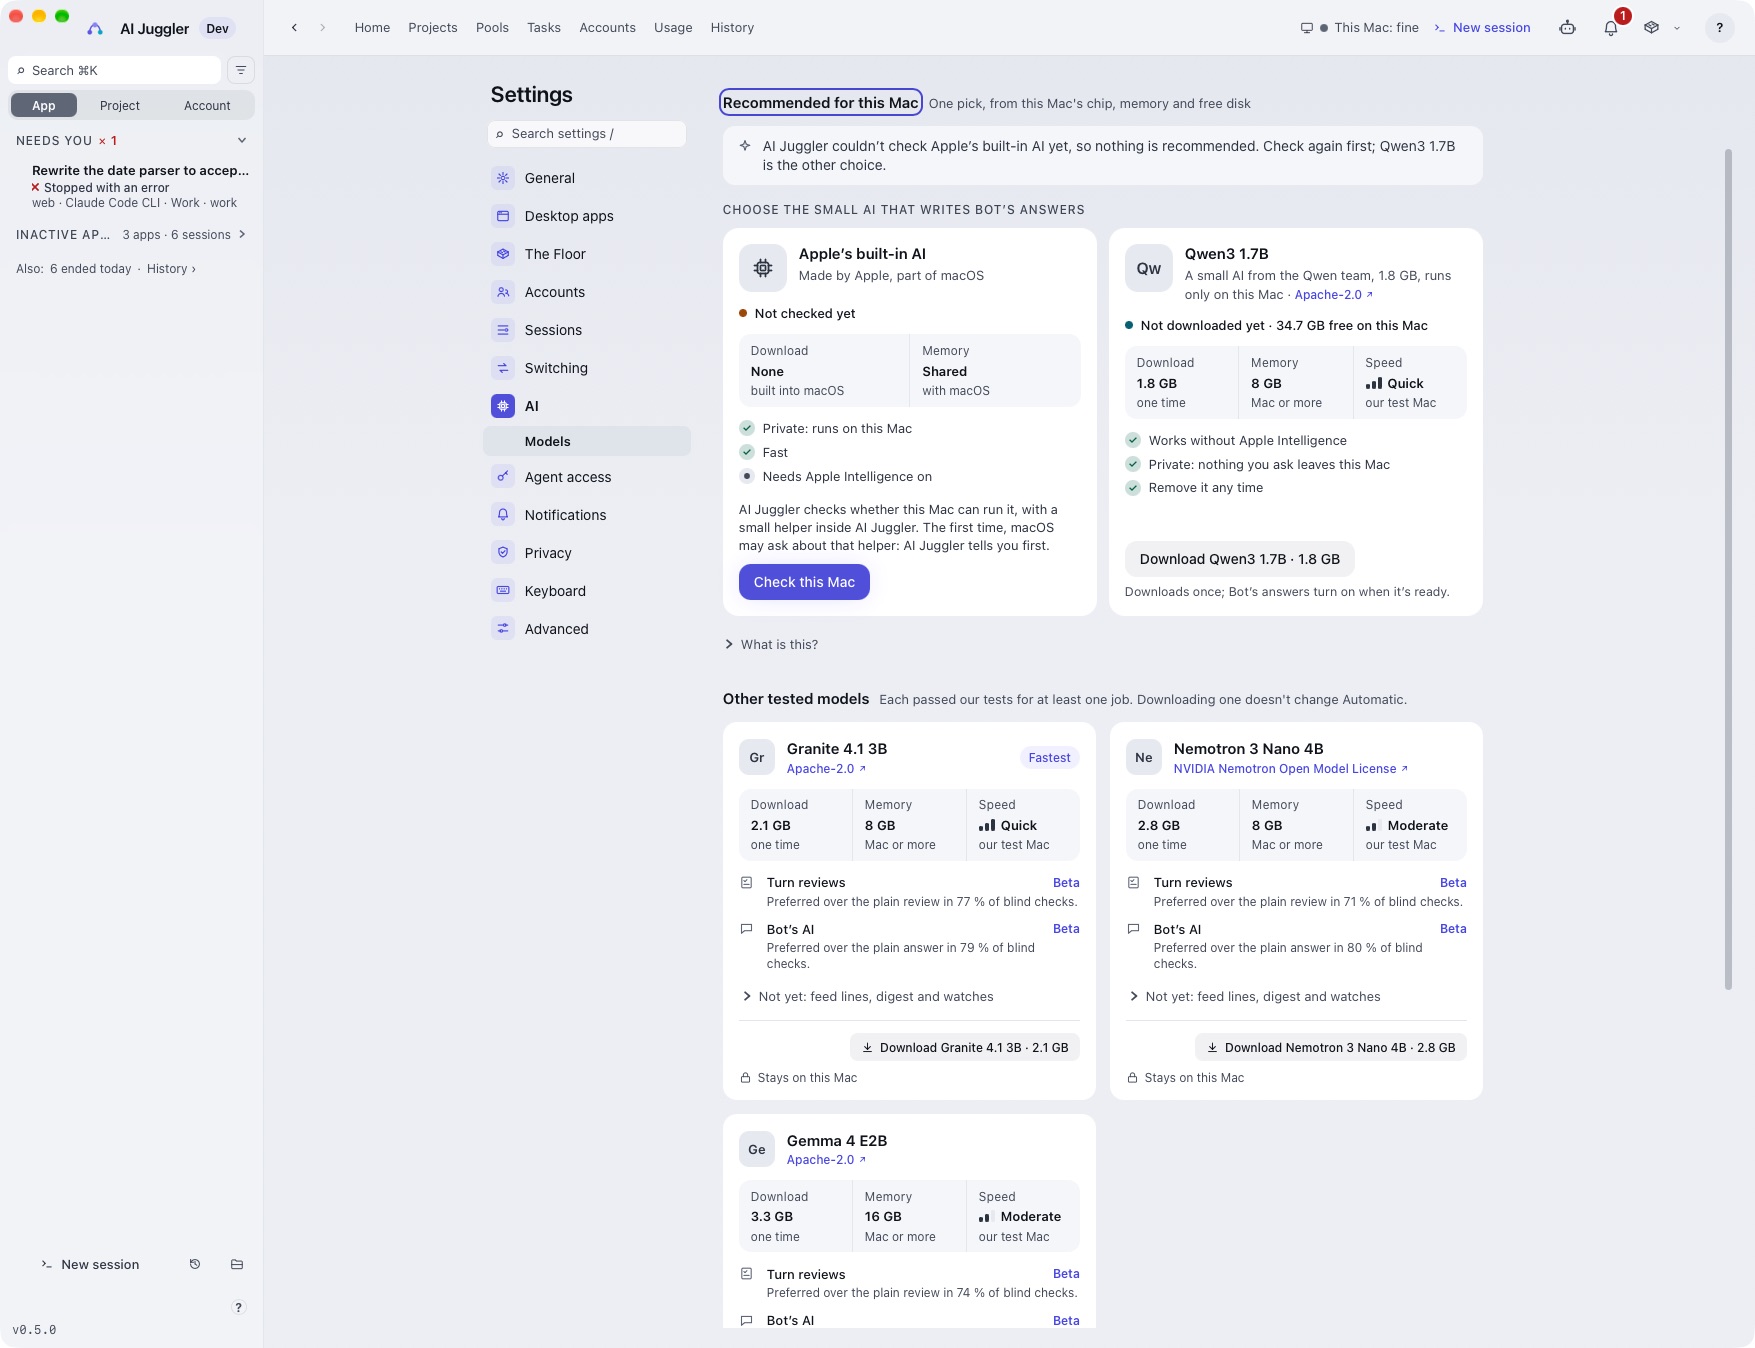 AI Juggler Dev
Search ⌘K
App Project Account
NEEDS YOU × 1
Rewrite the date parser to accep...
× Stopped with an error
web · Claude Code CLI · Work · work
INACTIVE AP... 3 apps · 6 sessions
Also: 6 ended today · History ›
New session
?
v0.5.0
Home Projects Pools Tasks Accounts Usage History
This Mac: fine
New session
1
?
Settings
Search settings /
General
Desktop apps
The Floor
Accounts
Sessions
Switching
AI
Models
Agent access
Notifications
Privacy
Keyboard
Advanced
Recommended for this Mac One pick, from this Mac's chip, memory and free disk
AI Juggler couldn’t check Apple’s built-in AI yet, so nothing is recommended. Check again first; Qwen3 1.7B
is the other choice.
CHOOSE THE SMALL AI THAT WRITES BOT’S ANSWERS
Apple’s built-in AI
Made by Apple, part of macOS
Not checked yet
Download Memory
None Shared
built into macOS with macOS
Private: runs on this Mac
Fast
Needs Apple Intelligence on
AI Juggler checks whether this Mac can run it, with a
small helper inside AI Juggler. The first time, macOS
may ask about that helper: AI Juggler tells you first.
Check this Mac
Qw
Qwen3 1.7B
A small AI from the Qwen team, 1.8 GB, runs
only on this Mac · Apache-2.0 ↗
Not downloaded yet · 34.7 GB free on this Mac
Download Memory Speed
1.8 GB 8 GB Quick
one time Mac or more our test Mac
Works without Apple Intelligence
Private: nothing you ask leaves this Mac
Remove it any time
Download Qwen3 1.7B · 1.8 GB
Downloads once; Bot’s answers turn on when it’s ready.
What is this?
Other tested models Each passed our tests for at least one job. Downloading one doesn't change Automatic.
Gr
Granite 4.1 3B
Apache-2.0 ↗
Fastest
Download Memory Speed
2.1 GB 8 GB Quick
one time Mac or more our test Mac
Turn reviews Beta
Preferred over the plain review in 77 % of blind checks.
Bot’s AI Beta
Preferred over the plain answer in 79 % of blind
checks.
Not yet: feed lines, digest and watches
Download Granite 4.1 3B · 2.1 GB
Stays on this Mac
Ne
Nemotron 3 Nano 4B
NVIDIA Nemotron Open Model License ↗
Download Memory Speed
2.8 GB 8 GB Moderate
one time Mac or more our test Mac
Turn reviews Beta
Preferred over the plain review in 71 % of blind checks.
Bot’s AI Beta
Preferred over the plain answer in 80 % of blind
checks.
Not yet: feed lines, digest and watches
Download Nemotron 3 Nano 4B · 2.8 GB
Stays on this Mac
Ge
Gemma 4 E2B
Apache-2.0 ↗
Download Memory Speed
3.3 GB 16 GB Moderate
one time Mac or more our test Mac
Turn reviews Beta
Preferred over the plain review in 74 % of blind checks.
Bot’s AI Beta